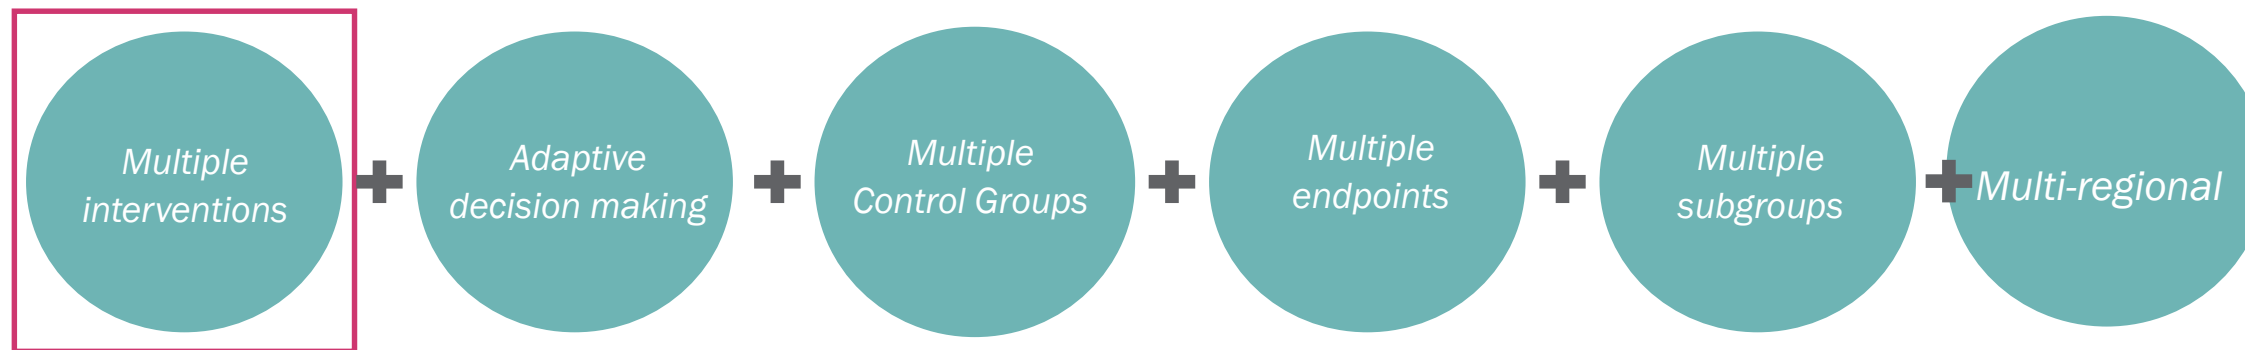 Multiple
interventions
Adaptive
decision making
Multiple
Control Groups
Multiple
endpoints
Multiple
subgroups
Multi-regional